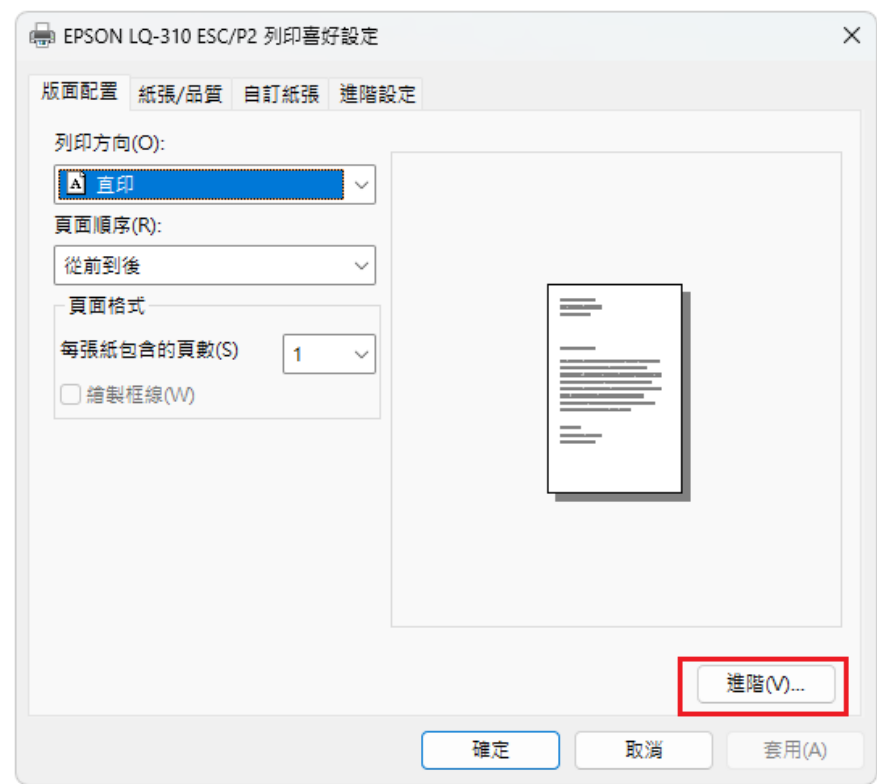 EPSON LQ-310 ESC/P2 列印喜好設定
版面配置 紙張/品質 自訂紙張 進階設定
列印方向(O):
A 直印
頁面順序(R):
從前到後
頁面格式
每張紙包含的頁數(S) 1
繪製框線(W)
進階(V)...
確定 取消 套用(A)